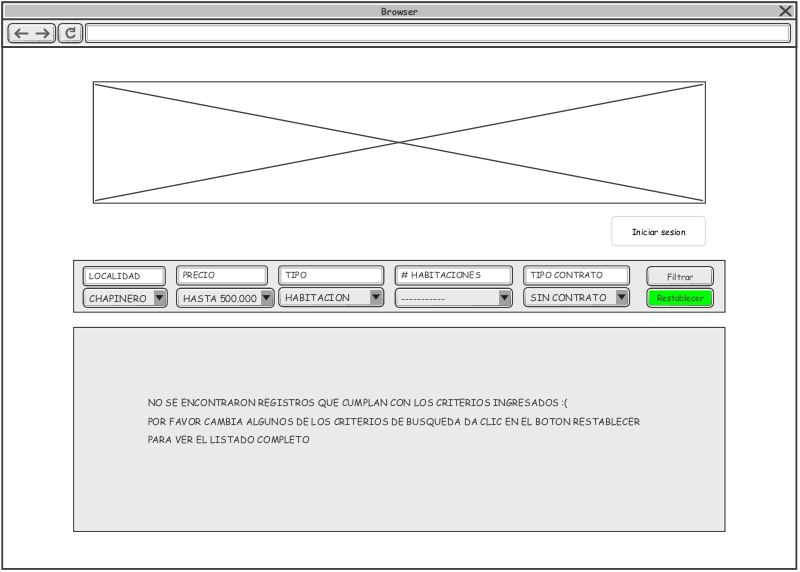 Browser
Iniciar sesion
LOCALIDAD PRECIO TIPO # HABITACIONES TIPO CONTRATO Filtrar
CHAPINERO HASTA 500.000 HABITACION ----------- SIN CONTRATO Restablecer
NO SE ENCONTRARON REGISTROS QUE CUMPLAN CON LOS CRITERIOS INGRESADOS :(
POR FAVOR CAMBIA ALGUNOS DE LOS CRITERIOS DE BUSQUEDA DA CLIC EN EL BOTON RESTABLECER
PARA VER EL LISTADO COMPLETO